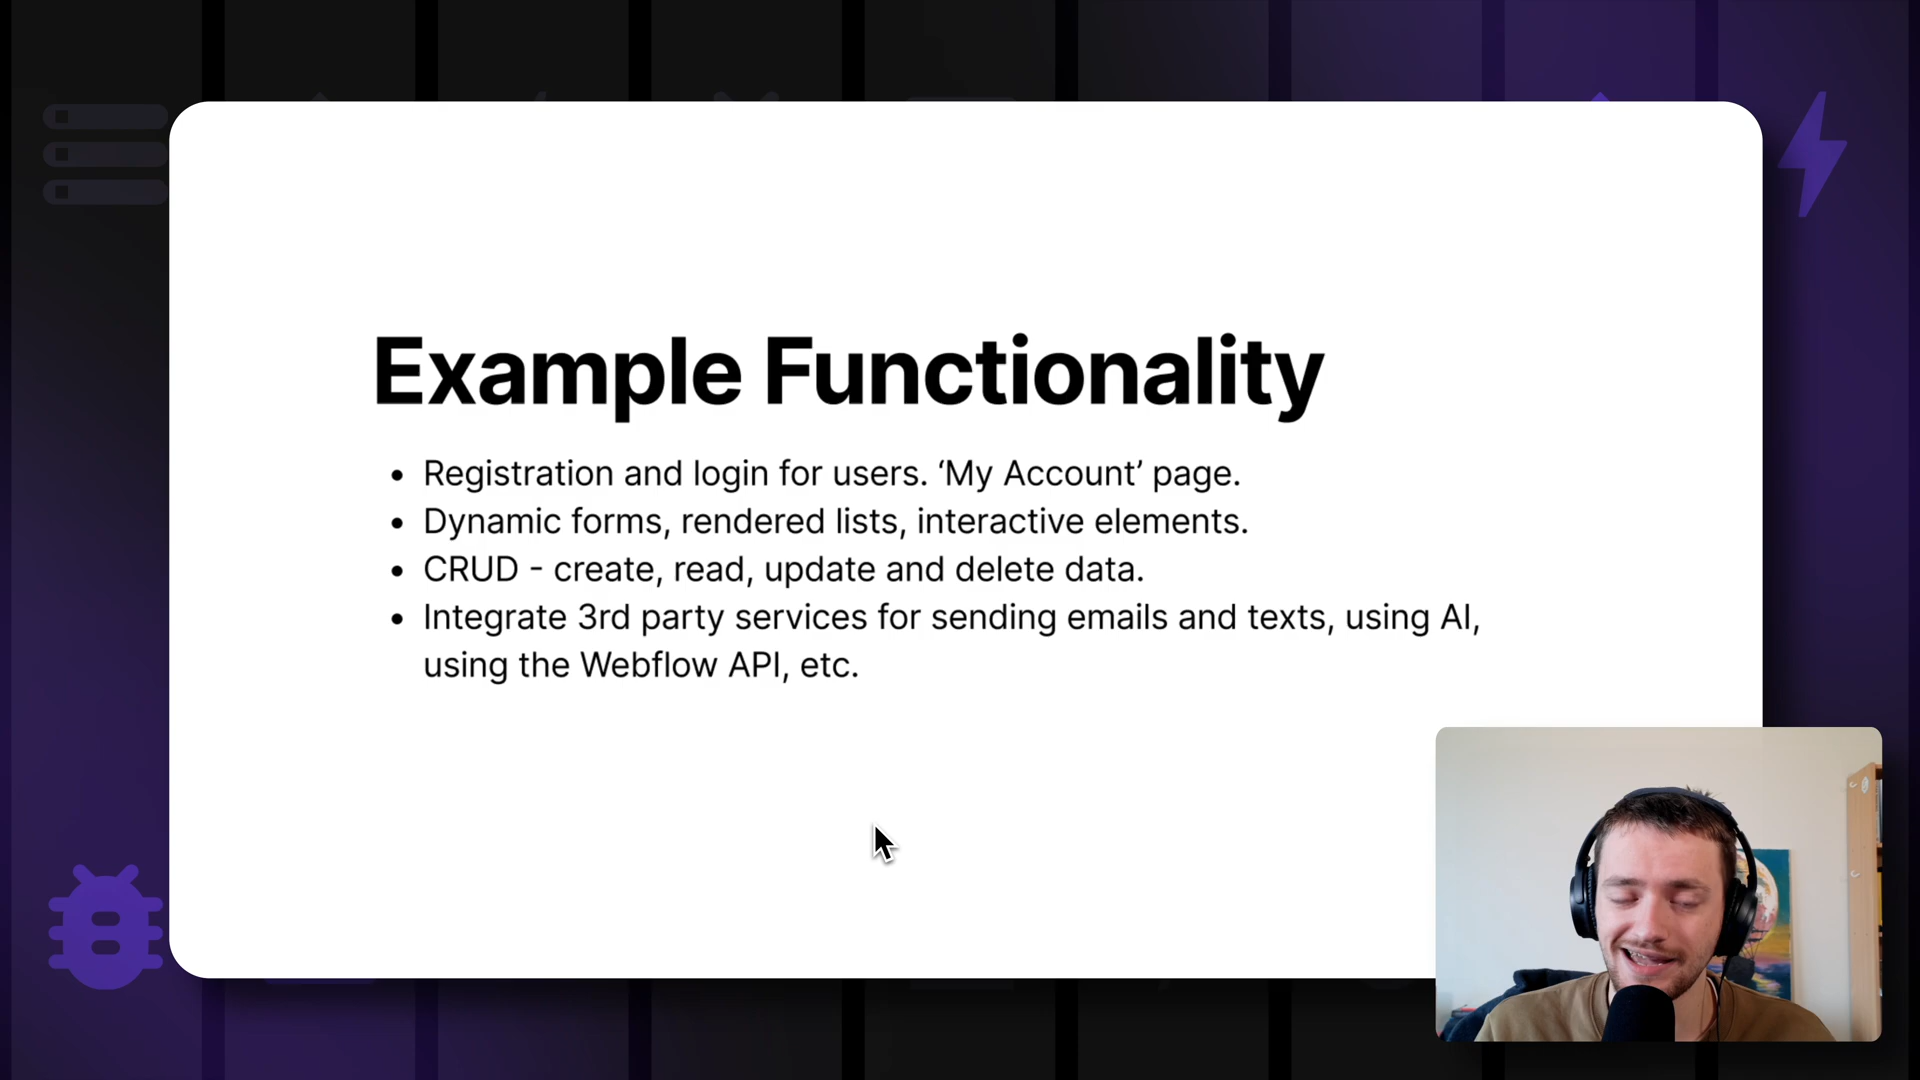 Example Functionality
• Registration and login for users. ‘My Account’ page.
• Dynamic forms, rendered lists, interactive elements.
• CRUD - create, read, update and delete data.
• Integrate 3rd party services for sending emails and texts, using AI,
using the Webflow API, etc.